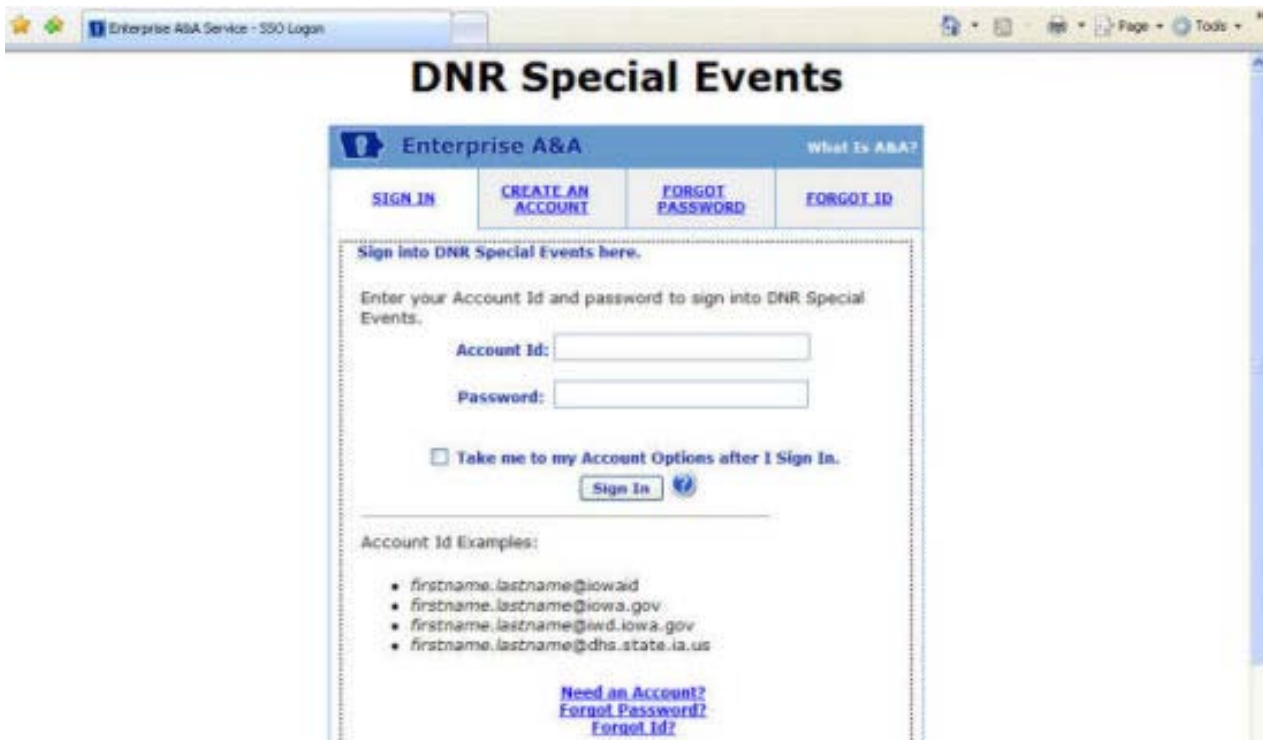 Enterprise A&A Service - SSO Logon
Page
Tools
DNR Special Events
Enterprise A&A
What Is A&A?
SIGN IN
CREATE AN
ACCOUNT
FORGOT
PASSWORD
FORGOT ID
Sign into DNR Special Events here.
Enter your Account Id and password to sign into DNR Special
Events.
Account Id:
Password:
Take me to my Account Options after I Sign In.
Sign In
Account Id Examples:
• firstname.lastname@iowaid
• firstname.lastname@iowa.gov
• firstname.lastname@iwd.iowa.gov
• firstname.lastname@dhs.state.ia.us
Need an Account?
Forgot Password?
Forgot Id?